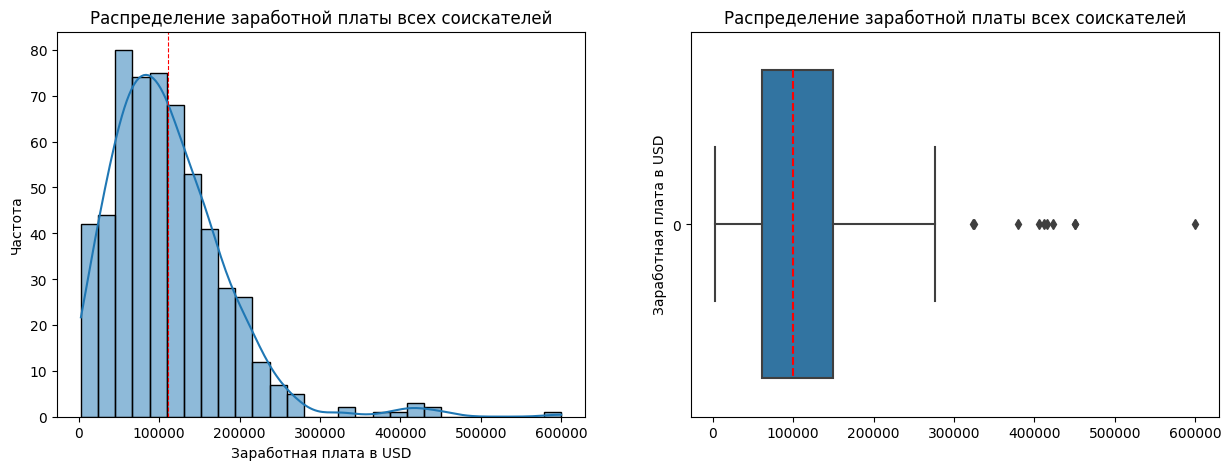 Распределение заработной платы всех соискателей
Частота
80
70
60
50
40
30
20
10
0
0 100000 200000 300000 400000 500000 600000
Заработная плата в USD
Распределение заработной платы всех соискателей
Заработная плата в USD
0
0 100000 200000 300000 400000 500000 600000